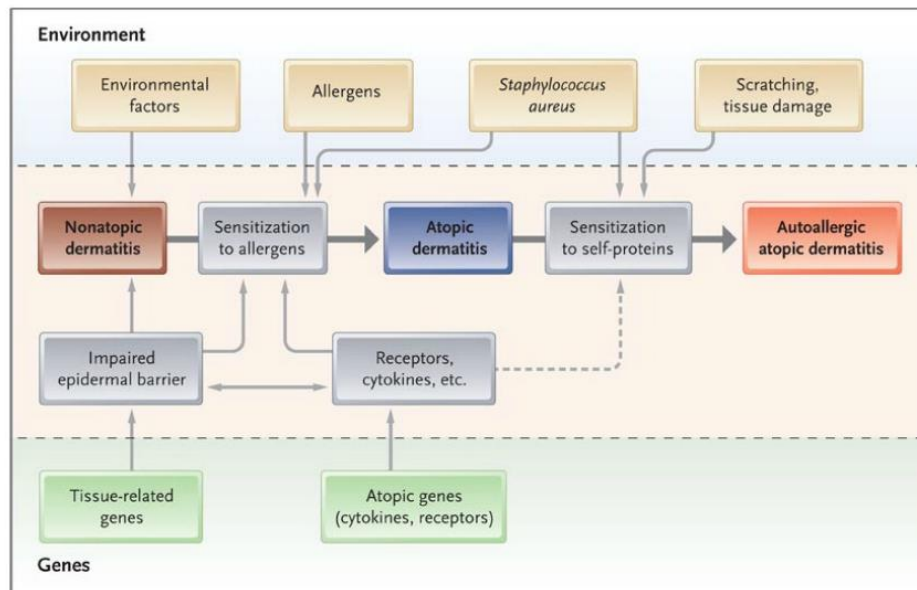 Environment
Environmental
factors
Allergens
Staphylococcus
aureus
Scratching,
tissue damage
Nonatopic
dermatitis
Sensitization
to allergens
Atopic
dermatitis
Sensitization
to self-proteins
Autoallergic
atopic dermatitis
Impaired
epidermal barrier
Receptors,
cytokines, etc.
Tissue-related
genes
Atopic genes
(cytokines, receptors)
Genes